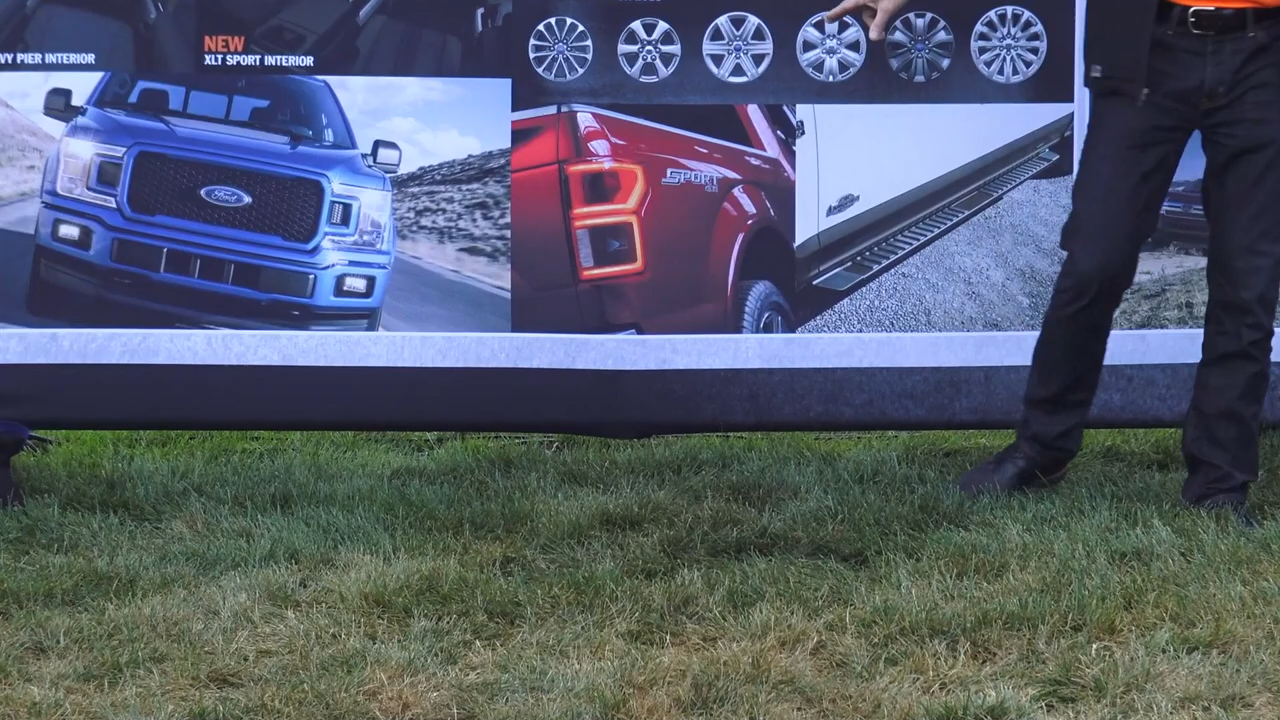 VY PIER INTERIOR
NEW
XLT SPORT INTERIOR
Ford
SPORT